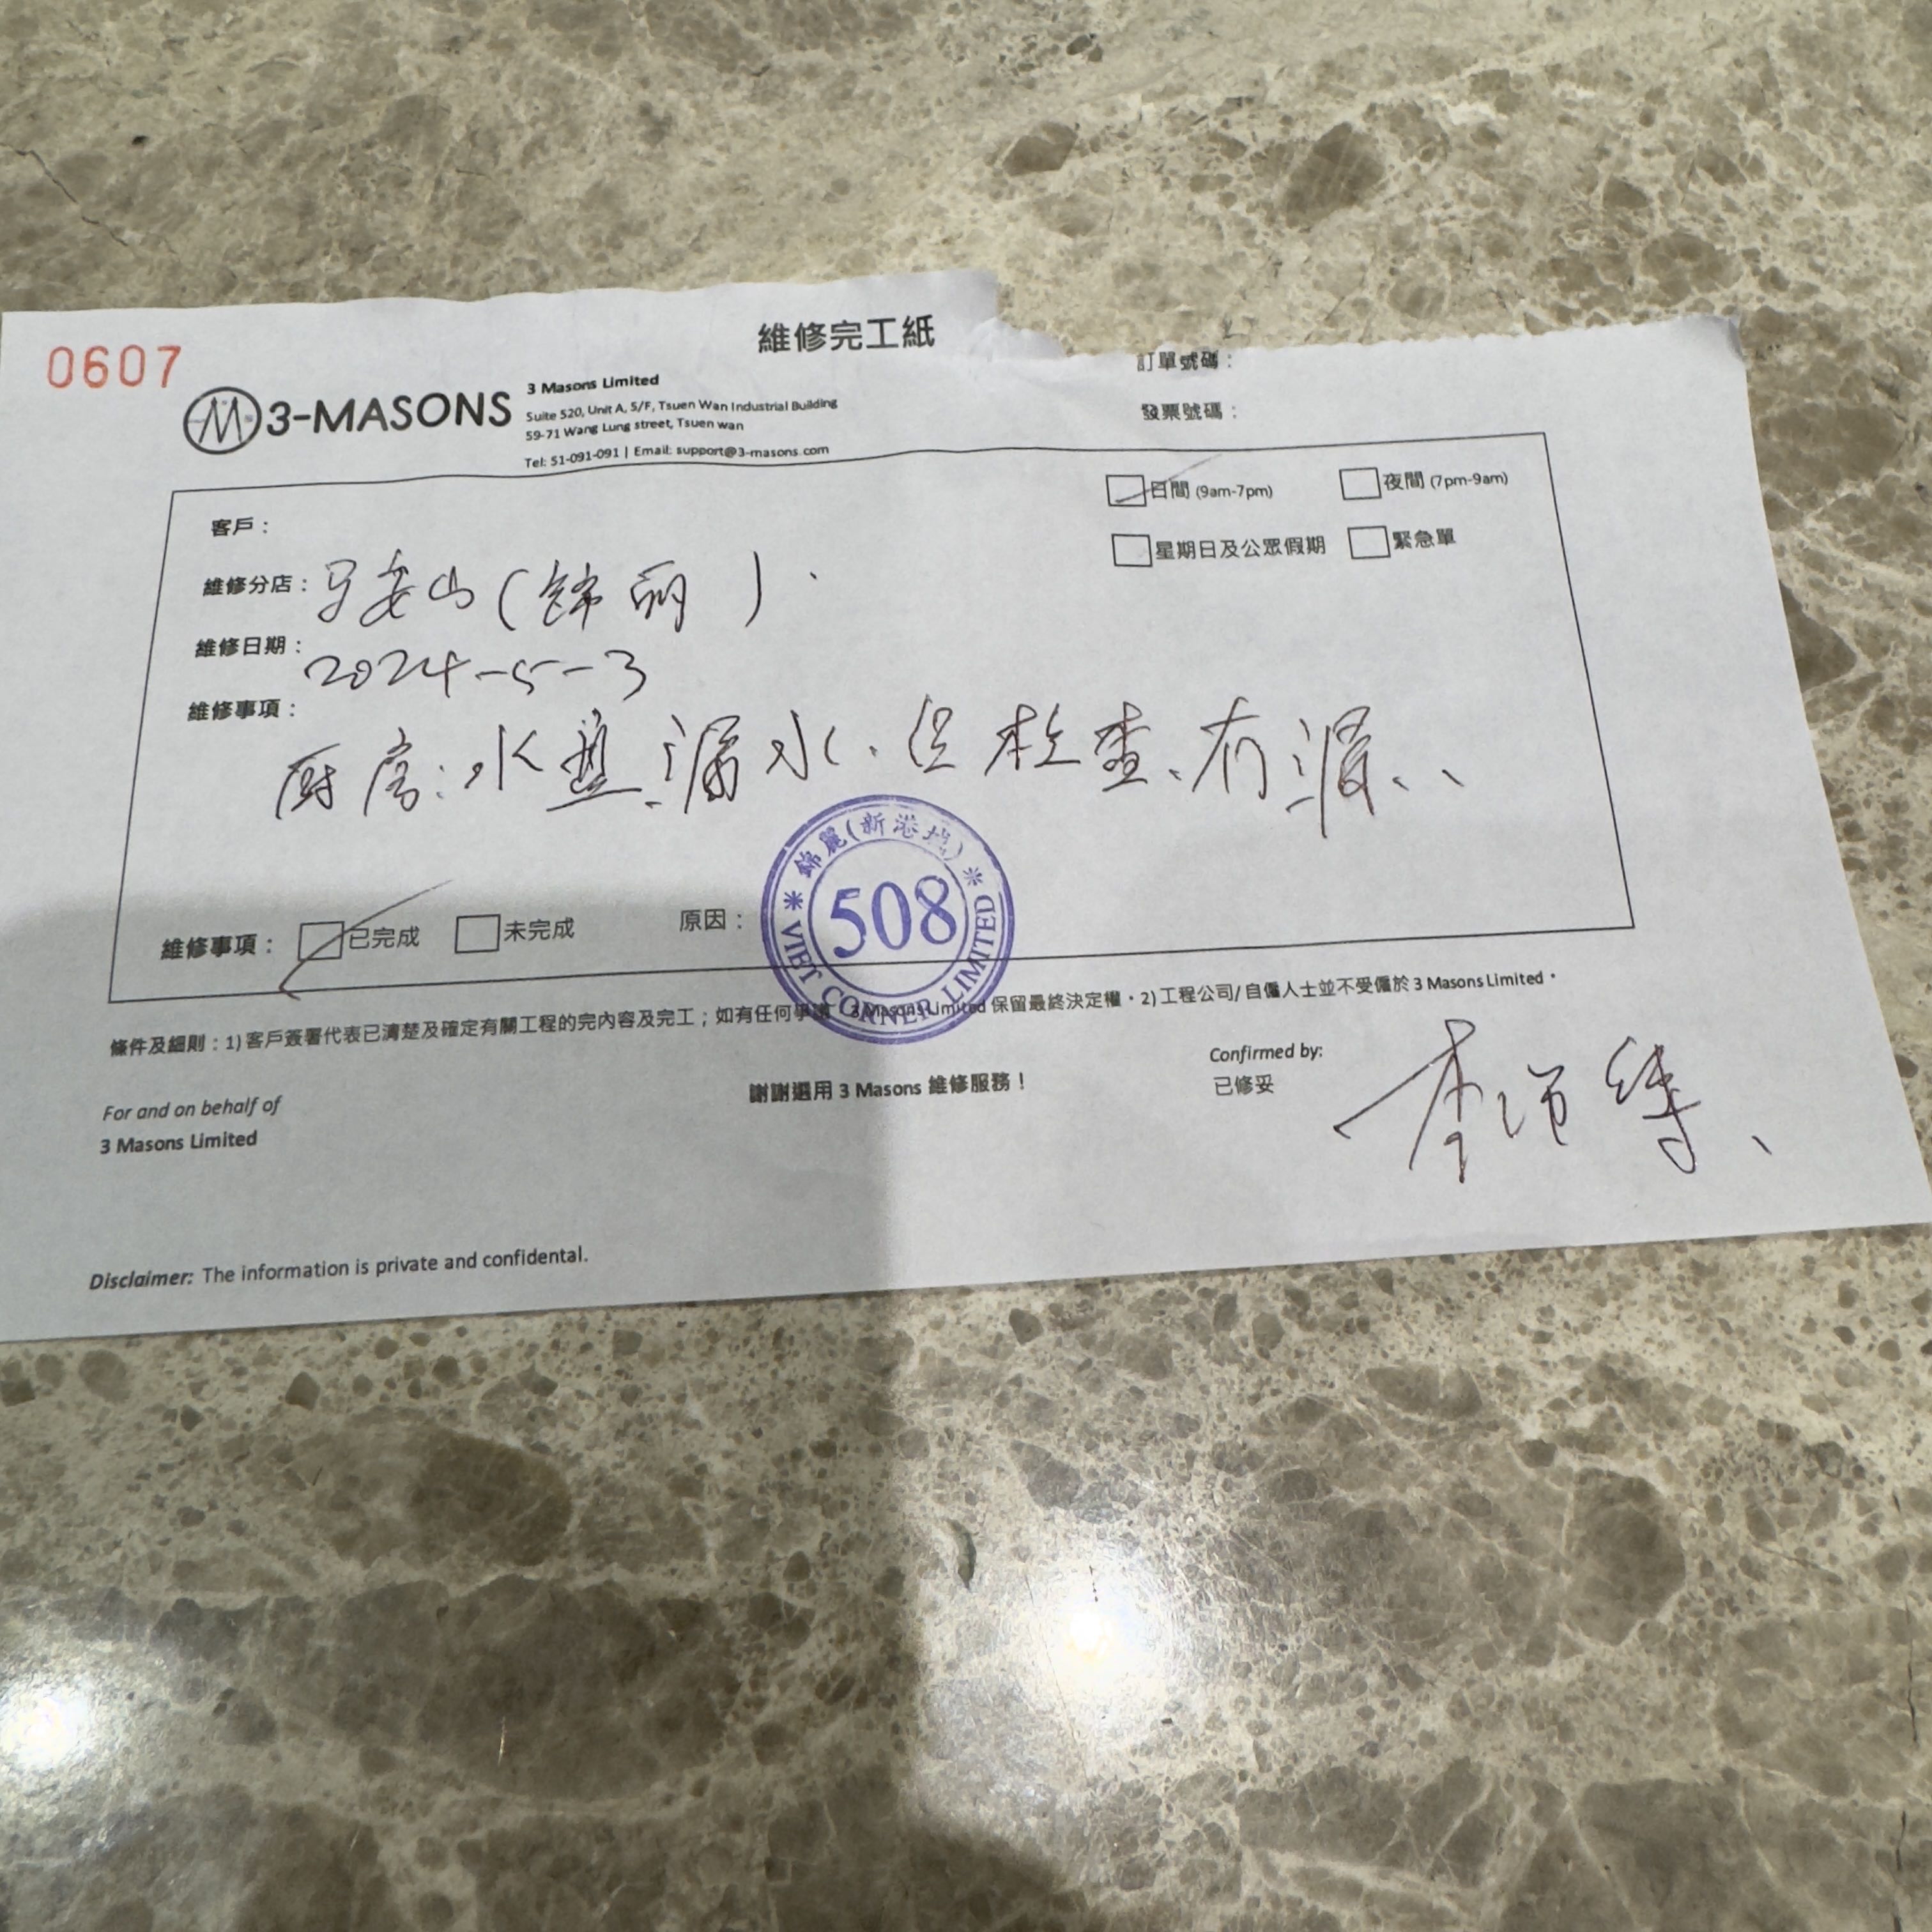 0607
維修完工紙
訂單號碼：
發票號碼：
3-MASONS
3 Masons Limited
Suite 520, Unit A, 5/F, Tsuen Wan Industrial Building
59-71 Wang Lung street, Tsuen wan
Tel: 51-091-091 | Email: support@3-masons.com
日間 (9am-7pm) 夜間 (7pm-9am)
星期日及公眾假期 緊急單
客戶：
維修分店：马安山(錦丽)
維修日期：2024-5-3
維修事項：
厨房:水盤漏水.但检查.冇漏..
維修事項： 已完成 未完成 原因：
錦麗(新港城)
508
VIET CORNER LIMITED
條件及細則：1) 客戶簽署代表已清楚及確定有關工程的完內容及完工；如有任何爭議 3 Masons Limited 保留最終決定權。2) 工程公司/自僱人士並不受僱於 3 Masons Limited。
謝謝選用 3 Masons 維修服務！
Confirmed by:
已修妥
For and on behalf of
3 Masons Limited
Disclaimer: The information is private and confidental.